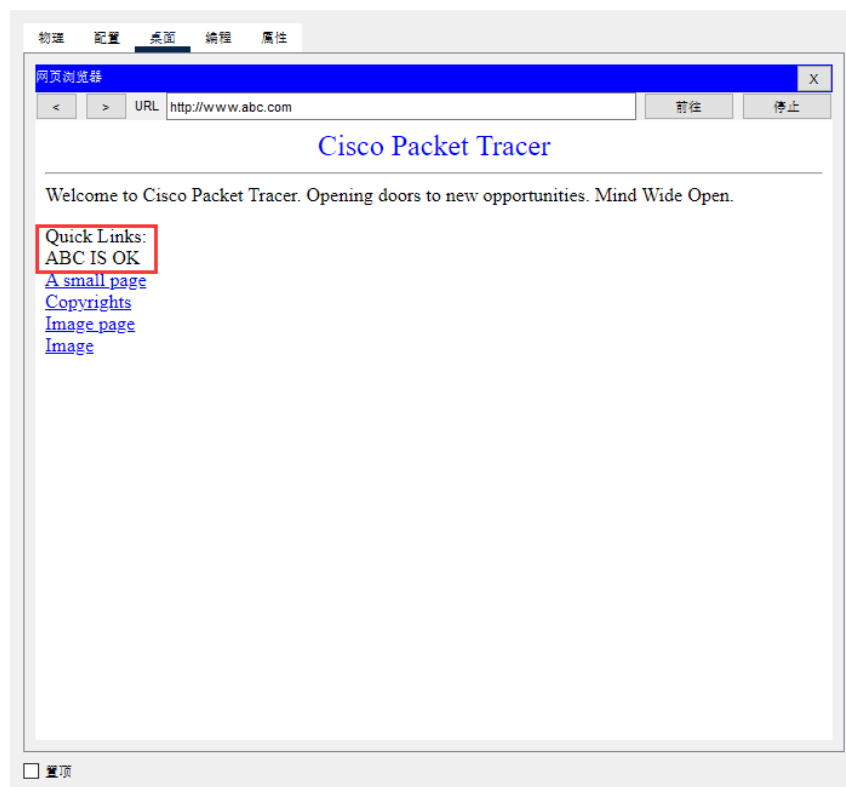 物理 配置 桌面 编程 属性
网页浏览器 X
< > URL http://www.abc.com 前往 停止
Cisco Packet Tracer
Welcome to Cisco Packet Tracer. Opening doors to new opportunities. Mind Wide Open.
Quick Links:
ABC IS OK
A small page
Copyrights
Image page
Image
置顶